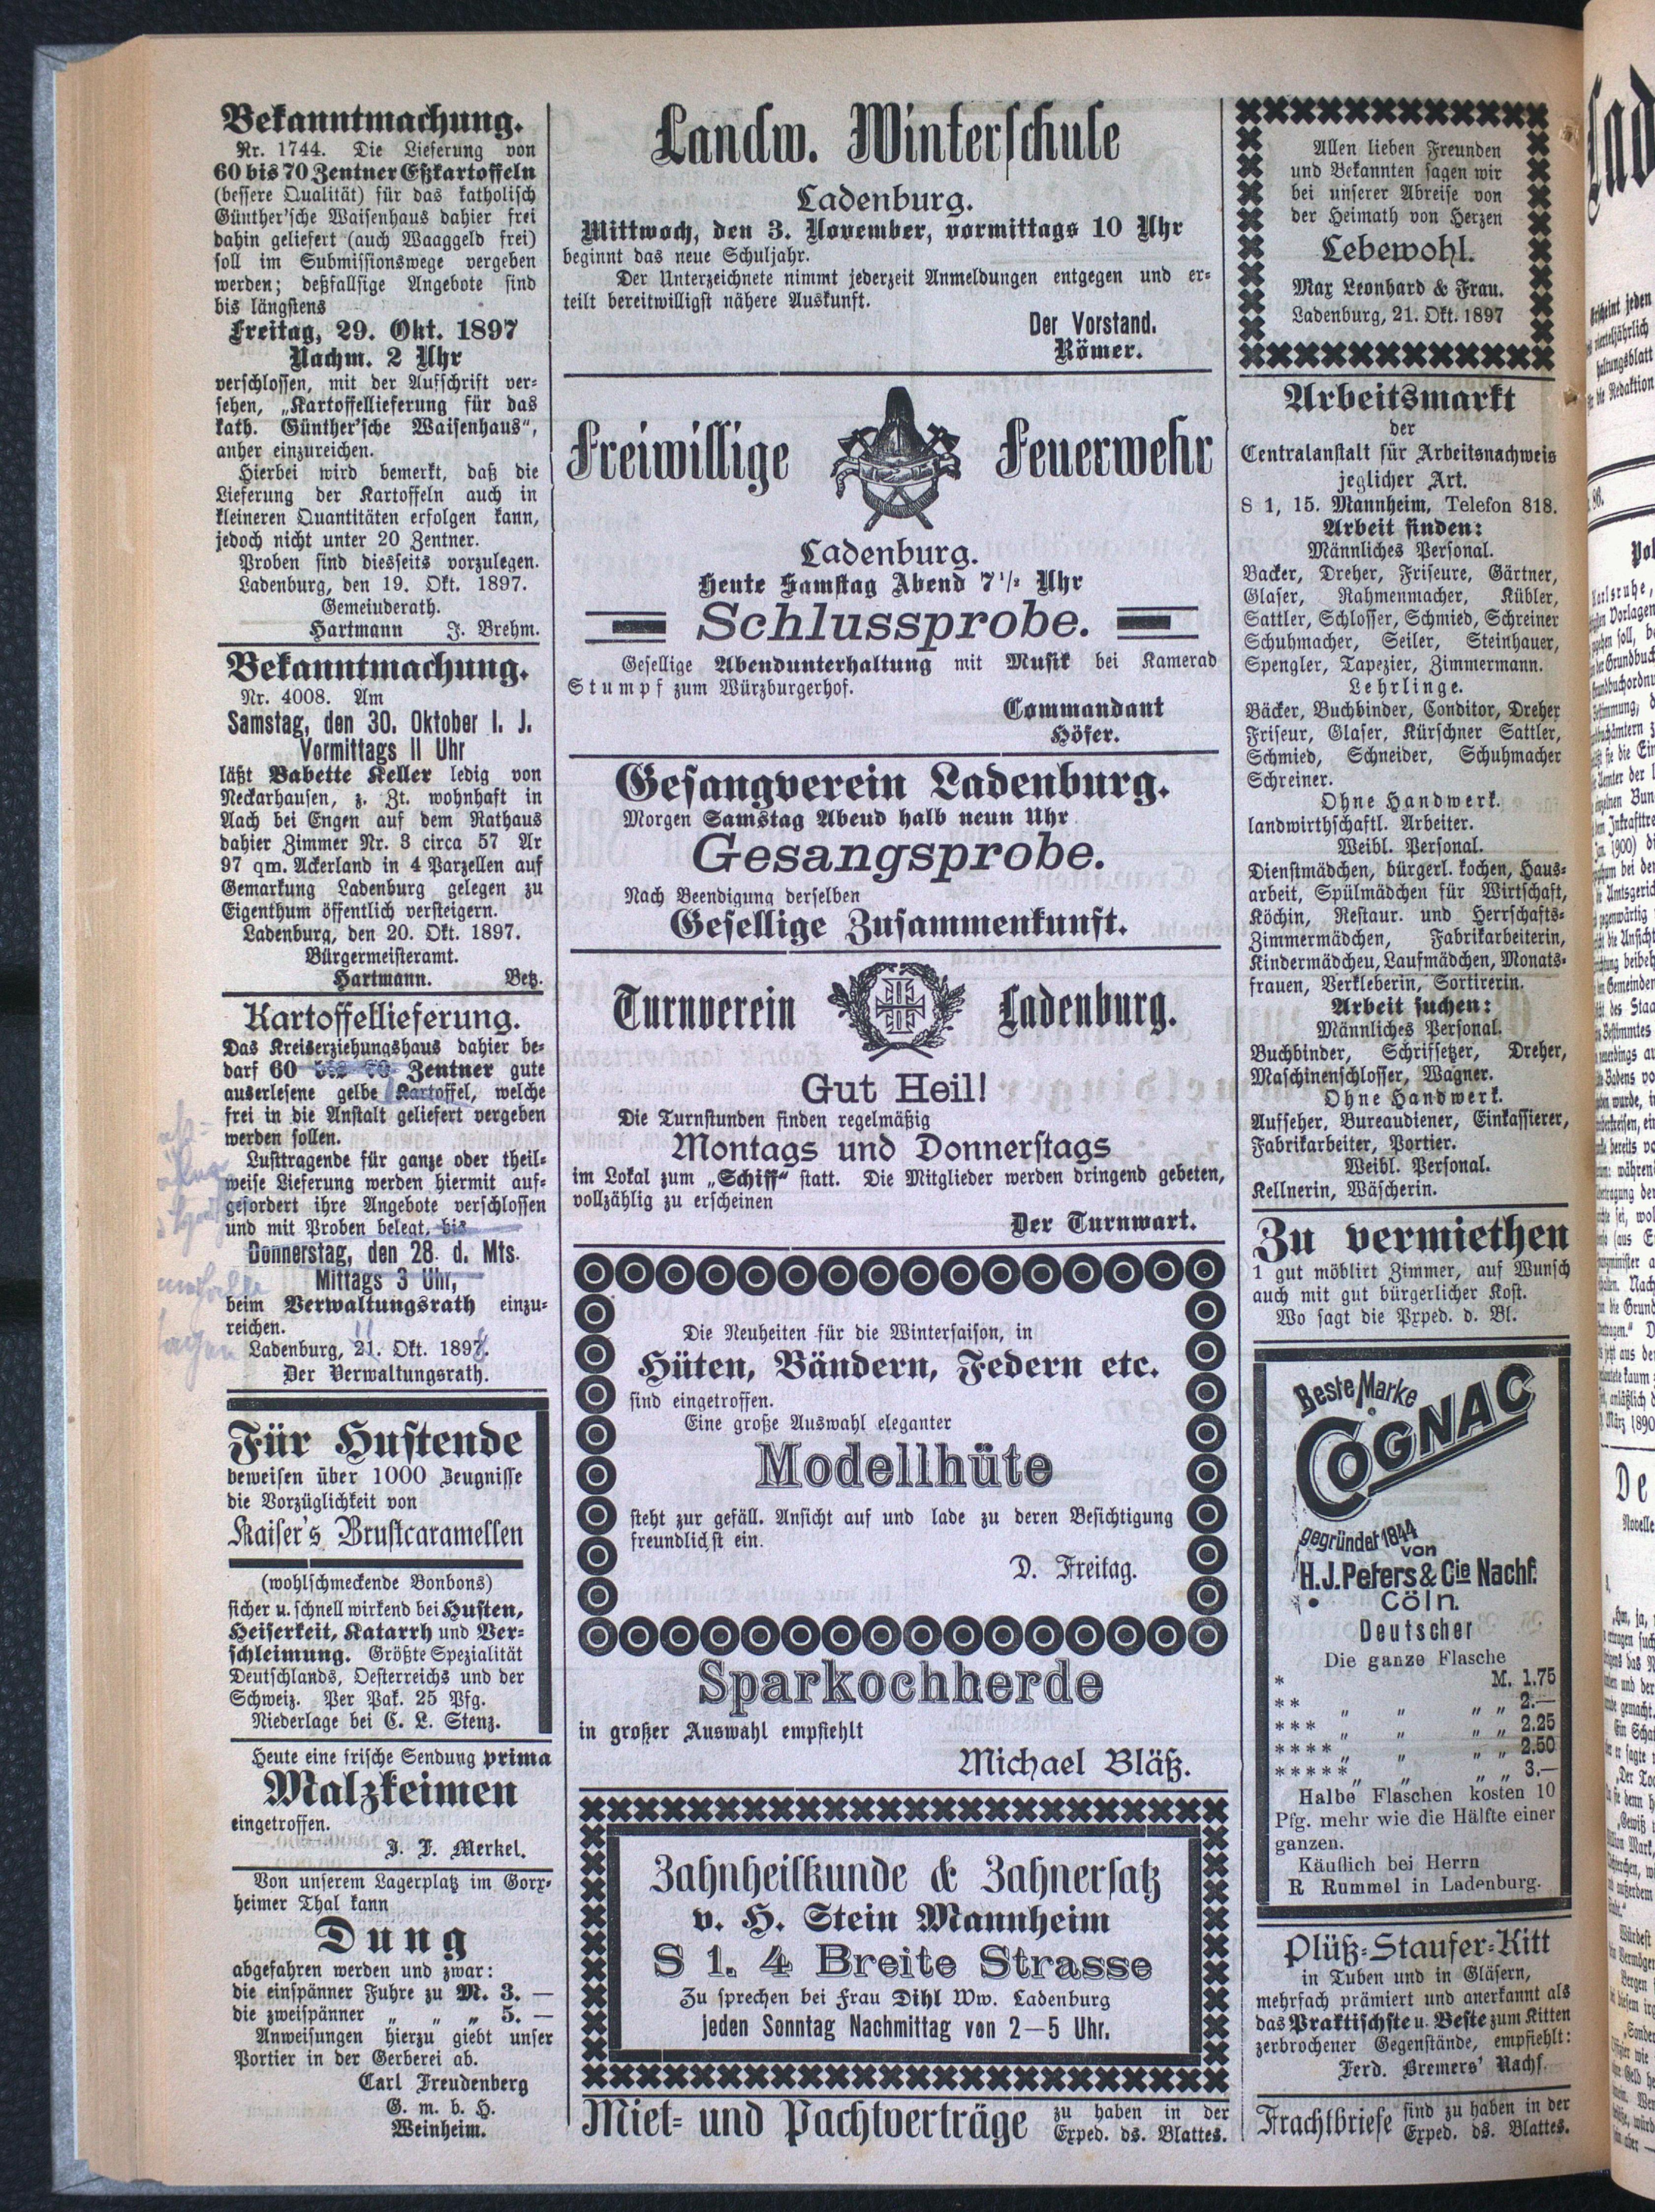 Bekanntmachung.
Nr. 1744. Die Lieferung von
60 bis 70 Zentner Eßkartoffeln
(bessere Qualität) für das katholisch
Günther'sche Waisenhaus dahier frei
dahin geliefert (auch Waaggeld frei)
soll im Submissionswege vergeben
werden; deßfallsige Angebote sind
bis längstens
Freitag, 29. Okt. 1897
Nachm. 2 Uhr
verschlossen, mit der Aufschrift ver-
sehen, „Kartoffellieferung für das
kath. Günther'sche Waisenhaus“,
anher einzureichen.
Hierbei wird bemerkt, daß die
Lieferung der Kartoffeln auch in
kleineren Quantitäten erfolgen kann,
jedoch nicht unter 20 Zentner.
Proben sind diesseits vorzulegen.
Ladenburg, den 19. Okt. 1897.
Gemeiuderath.
Hartmann J. Brehm.
Bekanntmachung.
Nr. 4008. Am
Samstag, den 30. Oktober l. J.
Vormittags 11 Uhr
läßt Babette Keller ledig von
Neckarhausen, z. Zt. wohnhaft in
Aach bei Engen auf dem Rathaus
dahier Zimmer Nr. 3 circa 57 Ar
97 qm. Ackerland in 4 Parzellen auf
Gemarkung Ladenburg gelegen zu
Eigenthum öffentlich versteigern.
Ladenburg, den 20. Okt. 1897.
Bürgermeisteramt.
Hartmann. Betz.
Kartoffellieferung.
Das Kreiserziehungshaus dahier be-
darf 60 bis 70 Zentner gute
auserlesene gelbe Kartoffel, welche
frei in die Anstalt geliefert vergeben
werden sollen.
Lusttragende für ganze oder theil-
weise Lieferung werden hiermit auf-
gefordert ihre Angebote verschlossen
und mit Proben belegt, bis
Donnerstag, den 28. d. Mts.
Mittags 3 Uhr,
beim Verwaltungsrath einzu-
reichen.
Ladenburg, 21. Okt. 1897.
Der Verwaltungsrath.
Für Hustende
beweisen über 1000 Zeugnisse
die Vorzüglichkeit von
Kaiser's Brustcaramellen
(wohlschmeckende Bonbons)
sicher u. schnell wirkend bei Husten,
Heiserkeit, Katarrh und Ver-
schleimung. Größte Spezialität
Deutschlands, Oesterreichs und der
Schweiz. Per Pak. 25 Pfg.
Niederlage bei C. L. Stenz.
Heute eine frische Sendung prima
Malzkeimen
eingetroffen.
J. F. Merkel.
Von unserem Lagerplatz im Gorx-
heimer Thal kann
Dung
abgefahren werden und zwar:
die einspänner Fuhre zu M. 3. —
die zweispänner „ „ „ 5. —
Anweisungen hierzu giebt unser
Portier in der Gerberei ab.
Carl Freudenberg
G. m. b. H.
Weinheim.
Landw. Winterschule
Ladenburg.
Mittwoch, den 3. November, vormittags 10 Uhr
beginnt das neue Schuljahr.
Der Unterzeichnete nimmt jederzeit Anmeldungen entgegen und er-
teilt bereitwilligst nähere Auskunft.
Der Vorstand.
Römer.
Freiwillige Feuerwehr
Ladenburg.
Heute Samstag Abend 7 1/2 Uhr
Schlussprobe.
Gesellige Abendunterhaltung mit Musik bei Kamerad
Stumpf zum Würzburgerhof.
Commandant
Höfer.
Gesangverein Ladenburg.
Morgen Samstag Abend halb neun Uhr
Gesangsprobe.
Nach Beendigung derselben
Gesellige Zusammenkunft.
Turnverein Ladenburg.
Gut Heil!
Die Turnstunden finden regelmäßig
Montags und Donnerstags
im Lokal zum „Schiff“ statt. Die Mitglieder werden dringend gebeten,
vollzählig zu erscheinen
Der Turnwart.
Die Neuheiten für die Wintersaison, in
Hüten, Bändern, Federn etc.
sind eingetroffen.
Eine große Auswahl eleganter
Modellhüte
steht zur gefäll. Ansicht auf und lade zu deren Besichtigung
freundlichst ein.
D. Freitag.
Sparkochherde
in großer Auswahl empfiehlt
Michael Bläß.
Zahnheilkunde & Zahnersatz
v. H. Stein Mannheim
S 1. 4 Breite Strasse
Zu sprechen bei Frau Dihl Ww. Ladenburg
jeden Sonntag Nachmittag von 2—5 Uhr.
Miet- und Pachtverträge zu haben in der
Exped. ds. Blattes.
Allen lieben Freunden
und Bekannten sagen wir
bei unserer Abreise von
der Heimath von Herzen
Lebewohl.
Max Leonhard & Frau.
Ladenburg, 21. Okt. 1897
Arbeitsmarkt
der
Centralanstalt für Arbeitsnachweis
jeglicher Art.
S 1, 15. Mannheim, Telefon 818.
Arbeit finden:
Männliches Personal.
Bäcker, Dreher, Friseure, Gärtner,
Glaser, Rahmenmacher, Kübler,
Sattler, Schlosser, Schmied, Schreiner
Schuhmacher, Seiler, Steinhauer,
Spengler, Tapezier, Zimmermann.
Lehrlinge.
Bäcker, Buchbinder, Conditor, Dreher
Friseur, Glaser, Kürschner Sattler,
Schmied, Schneider, Schuhmacher
Schreiner.
Ohne Handwerk.
landwirthschaftl. Arbeiter.
Weibl. Personal.
Dienstmädchen, bürgerl. kochen, Haus-
arbeit, Spülmädchen für Wirtschaft,
Köchin, Restaur. und Herrschafts-
Zimmermädchen, Fabrikarbeiterin,
Kindermädcheu, Laufmädchen, Monats-
frauen, Verkleberin, Sortirerin.
Arbeit suchen:
Männliches Personal.
Buchbinder, Schrifsetzer, Dreher,
Maschinenschlosser, Wagner.
Ohne Handwerk.
Aufseher, Bureaudiener, Einkassierer,
Fabrikarbeiter, Portier.
Weibl. Personal.
Kellnerin, Wäscherin.
Zu vermiethen
1 gut möblirt Zimmer, auf Wunsch
auch mit gut bürgerlicher Kost.
Wo sagt die Pxped. d. Bl.
Beste Marke
COGNAC
gegründet 1844
von
H.J. Peters & Cie Nachf.
Cöln.
Deutscher
Die ganze Flasche
* M. 1.75
** „ „ „ „ 2.—
*** „ „ „ „ 2.25
**** „ „ „ „ 2.50
***** „ „ „ „ 3.—
Halbe Flaschen kosten 10
Pfg. mehr wie die Hälfte einer
ganzen.
Käuflich bei Herrn
R Rummel in Ladenburg.
Plüß-Staufer-Kitt
in Tuben und in Gläsern,
mehrfach prämiert und anerkannt als
das Praktischste u. Beste zum Kitten
zerbrochener Gegenstände, empfiehlt:
Ferd. Bremers' Nachf.
Frachtbriefe sind zu haben in der
Exped. ds. Blattes.